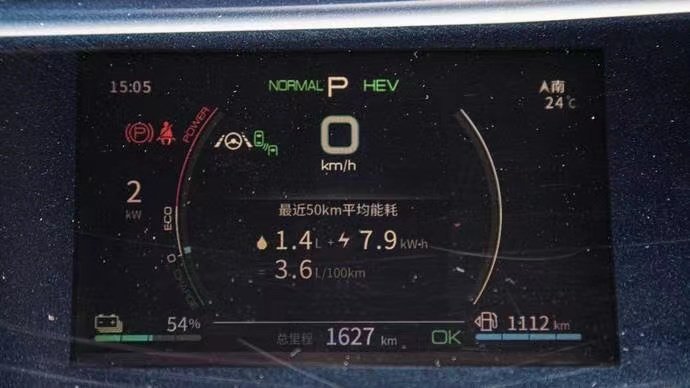 15:05 NORMAL P HEV 南
24℃
POWER
0
km/h
2
kW
ECO
最近50km平均能耗
1.4 L + 7.9 kW·h
0
= 3.6 L/100km
CHARGE
54% 1112 km
总里程 1627 km OK